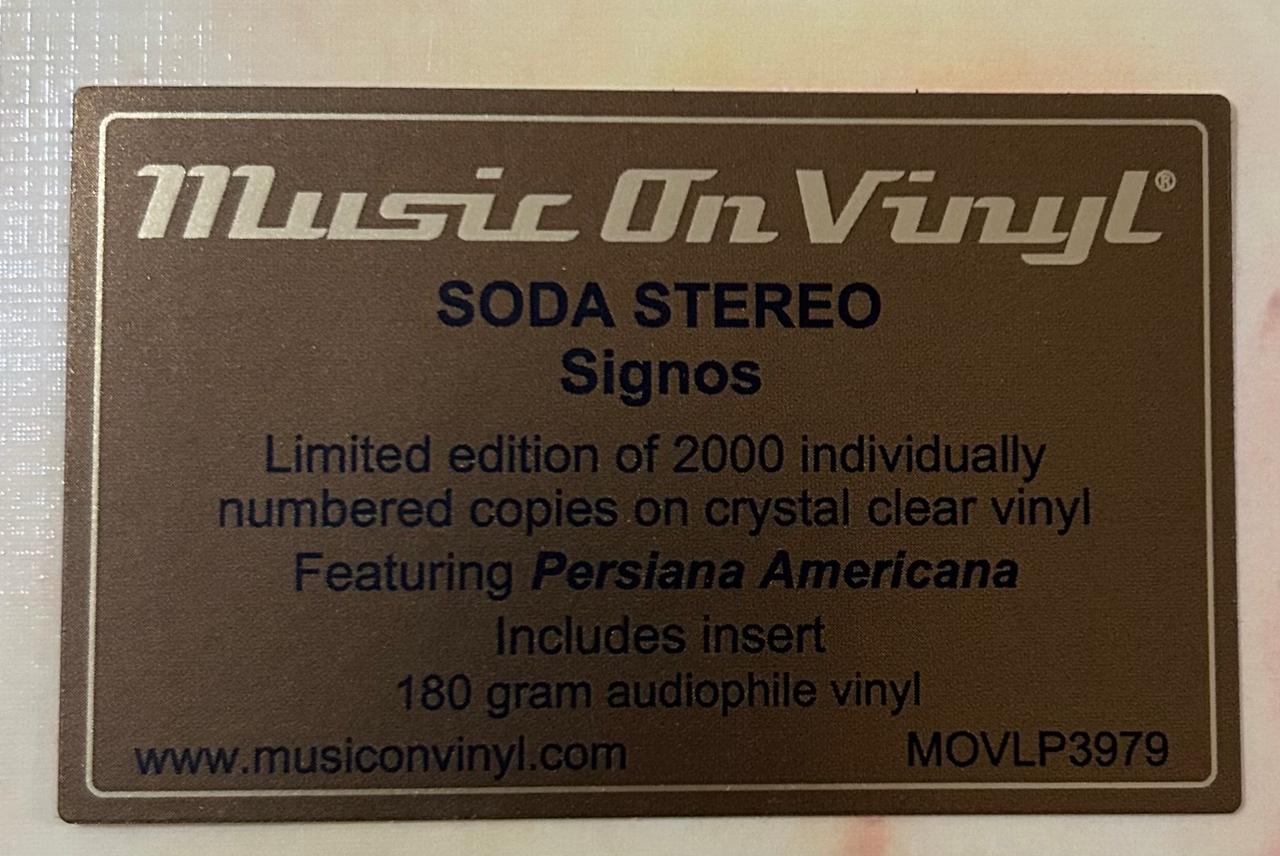 Music On Vinyl®
SODA STEREO
Signos
Limited edition of 2000 individually
numbered copies on crystal clear vinyl
Featuring Persiana Americana
Includes insert
180 gram audiophile vinyl
www.musiconvinyl.com MOVLP3979